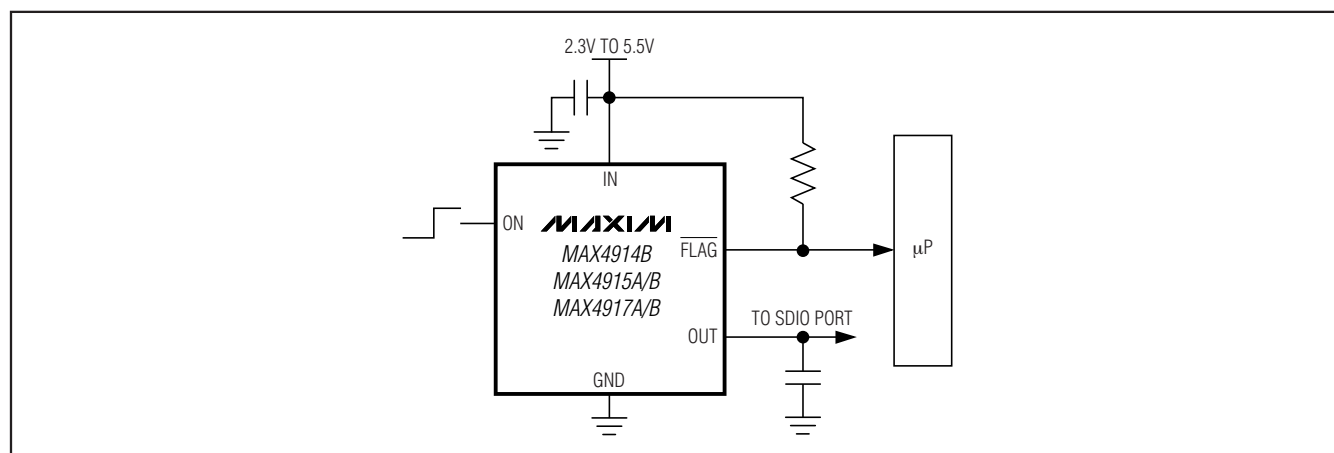 2.3V TO 5.5V
IN
ON
MAXIM
MAX4914B
MAX4915A/B
MAX4917A/B
FLAG
μP
TO SDIO PORT
OUT
GND